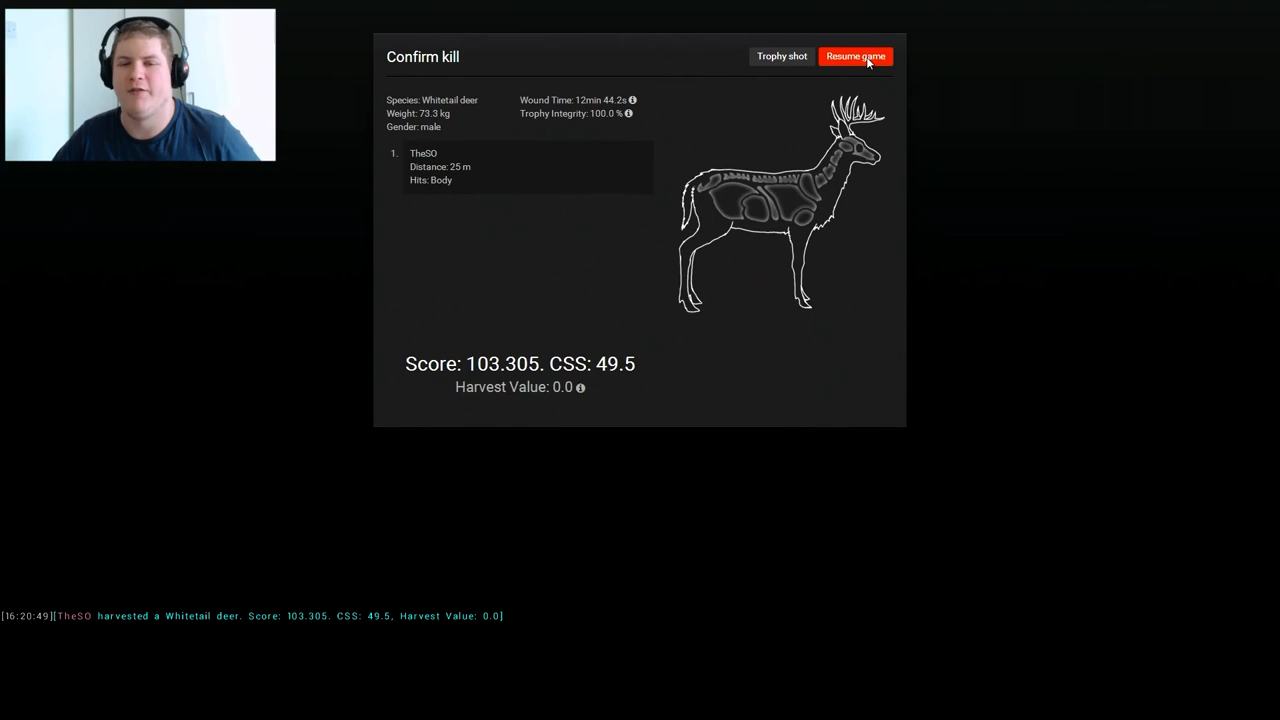 Confirm kill
Trophy shot
Resume game
Species: Whitetail deer
Weight: 73.3 kg
Gender: male
Wound Time: 12min 44.2s
Trophy Integrity: 100.0 %
1. TheSO
Distance: 25 m
Hits: Body
Score: 103.305. CSS: 49.5
Harvest Value: 0.0
[16:20:49][TheSO harvested a Whitetail deer. Score: 103.305. CSS: 49.5, Harvest Value: 0.0]